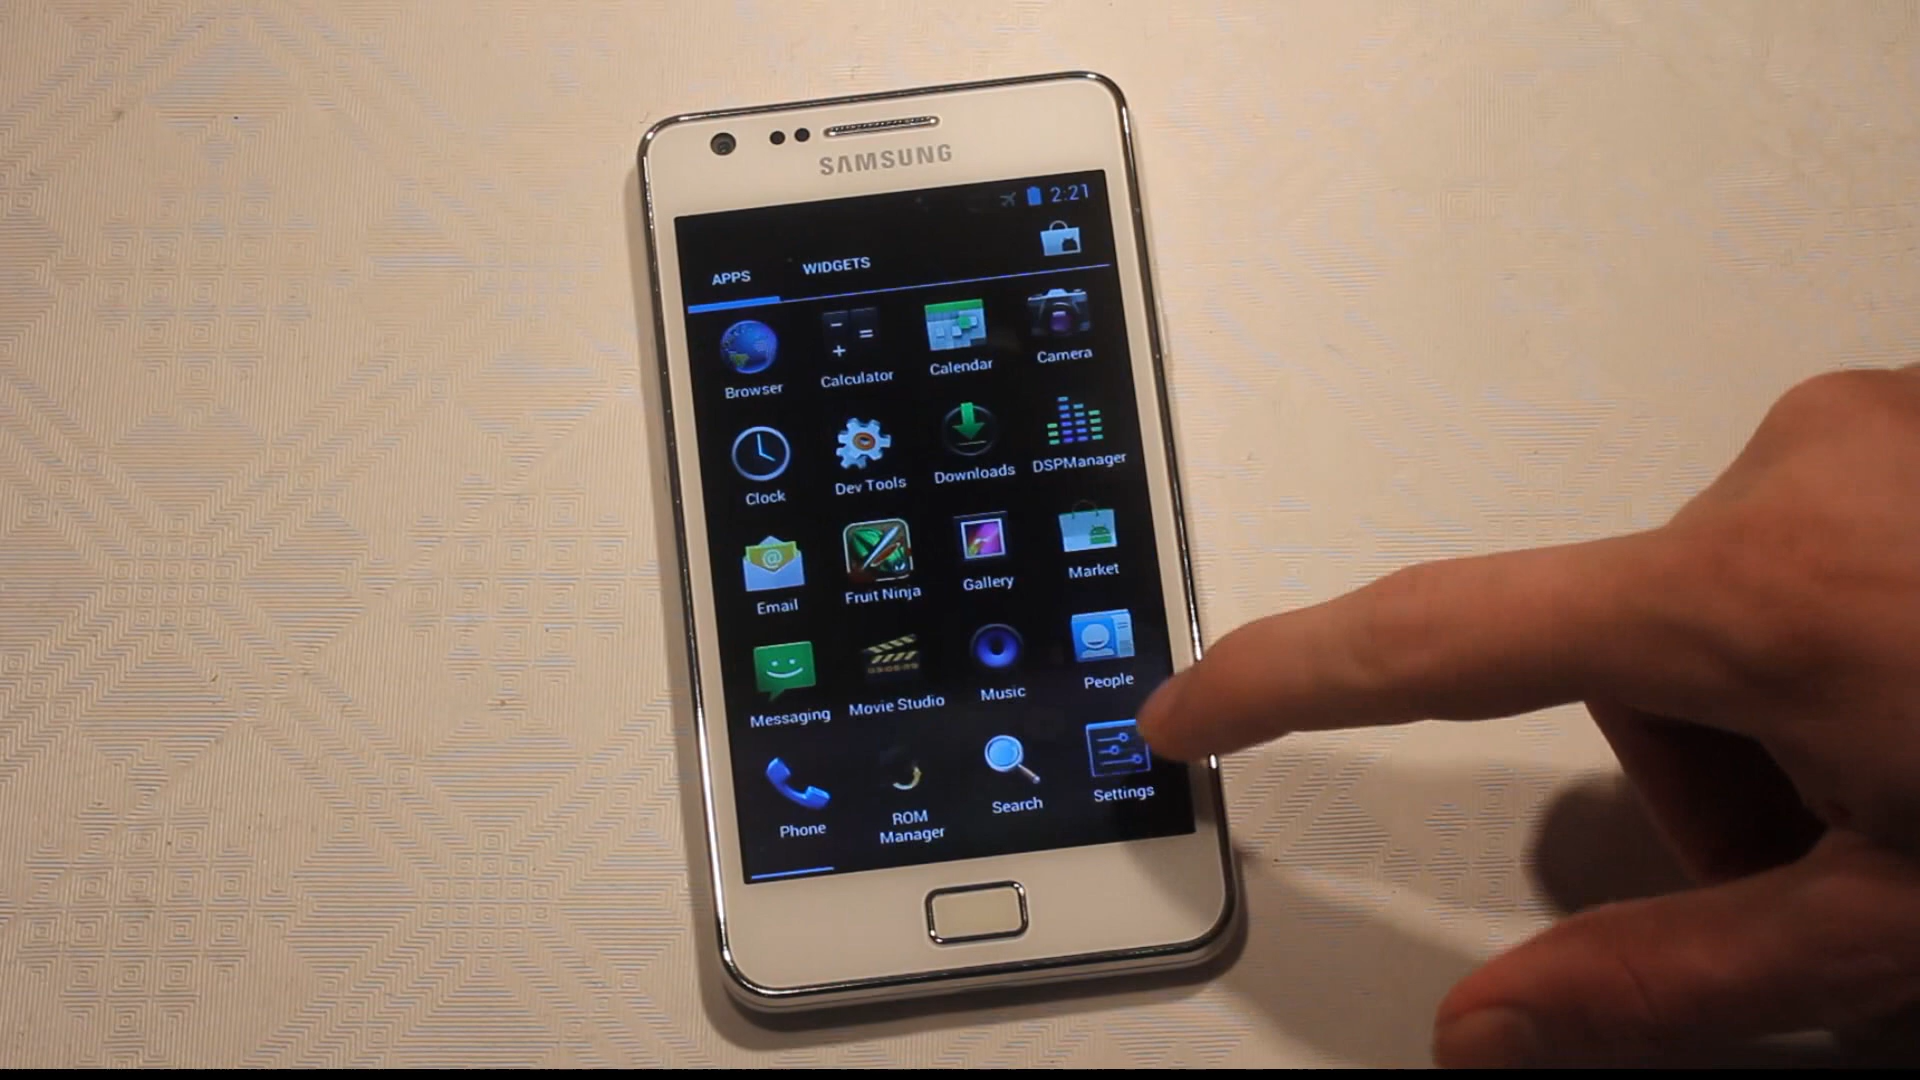 SAMSUNG
2:21
APPS WIDGETS
Browser Calculator Calendar Camera
Clock Dev Tools Downloads DSPManager
Email Fruit Ninja Gallery Market
Messaging Movie Studio Music People
Phone ROM Manager Search Settings